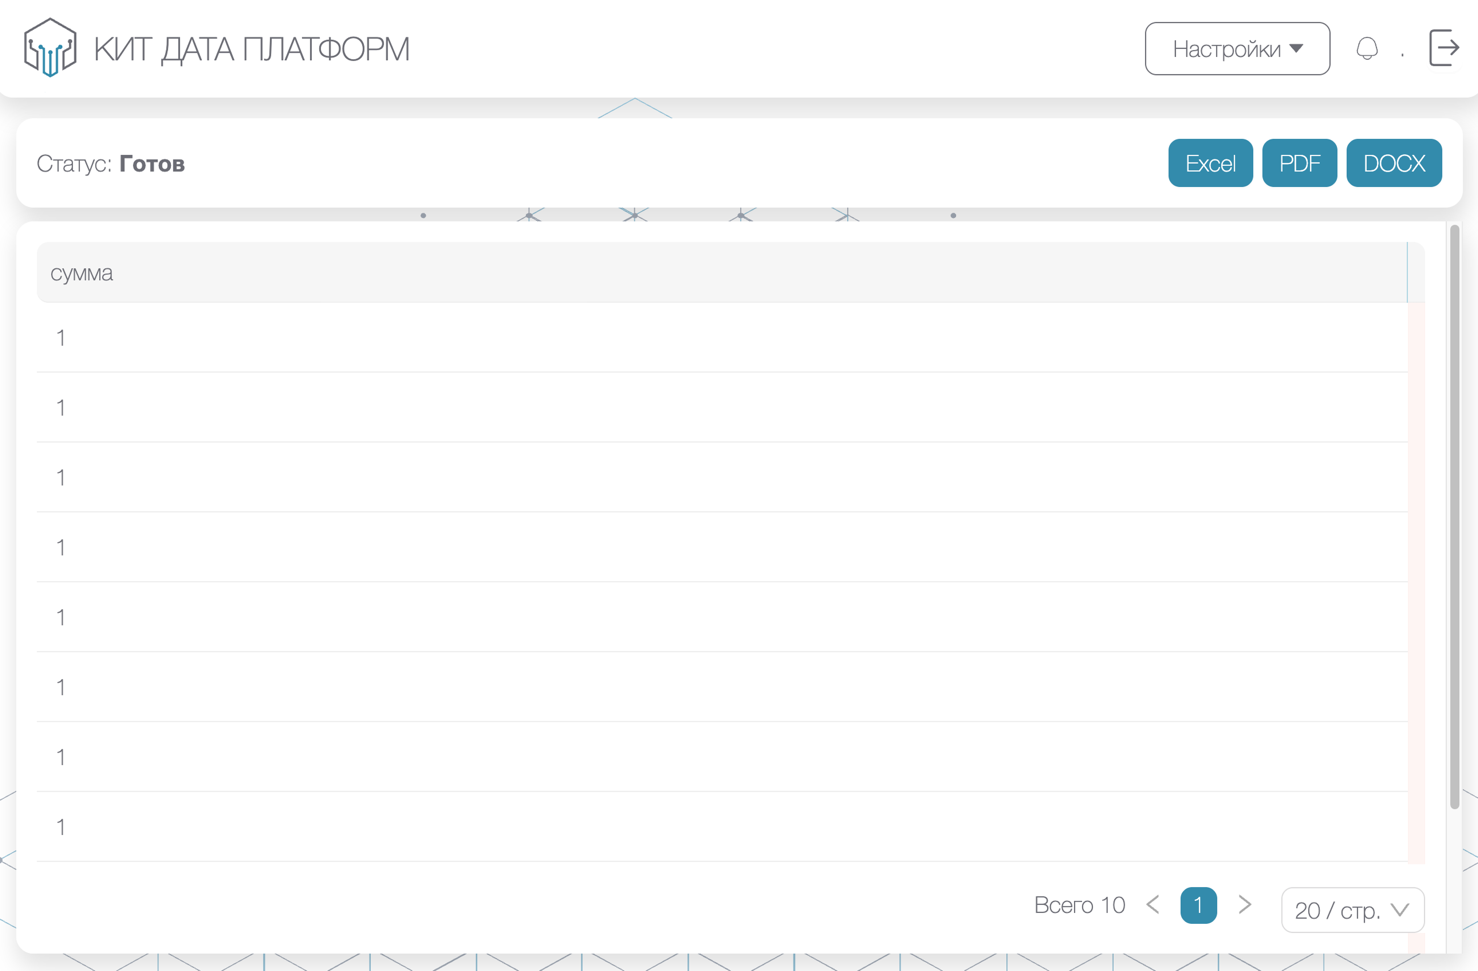 КИТ ДАТА ПЛАТФОРМ
Настройки
.
Статус: Готов
Excel
PDF
DOCX
сумма
1
1
1
1
1
1
1
1
Всего 10
1
20 / стр.